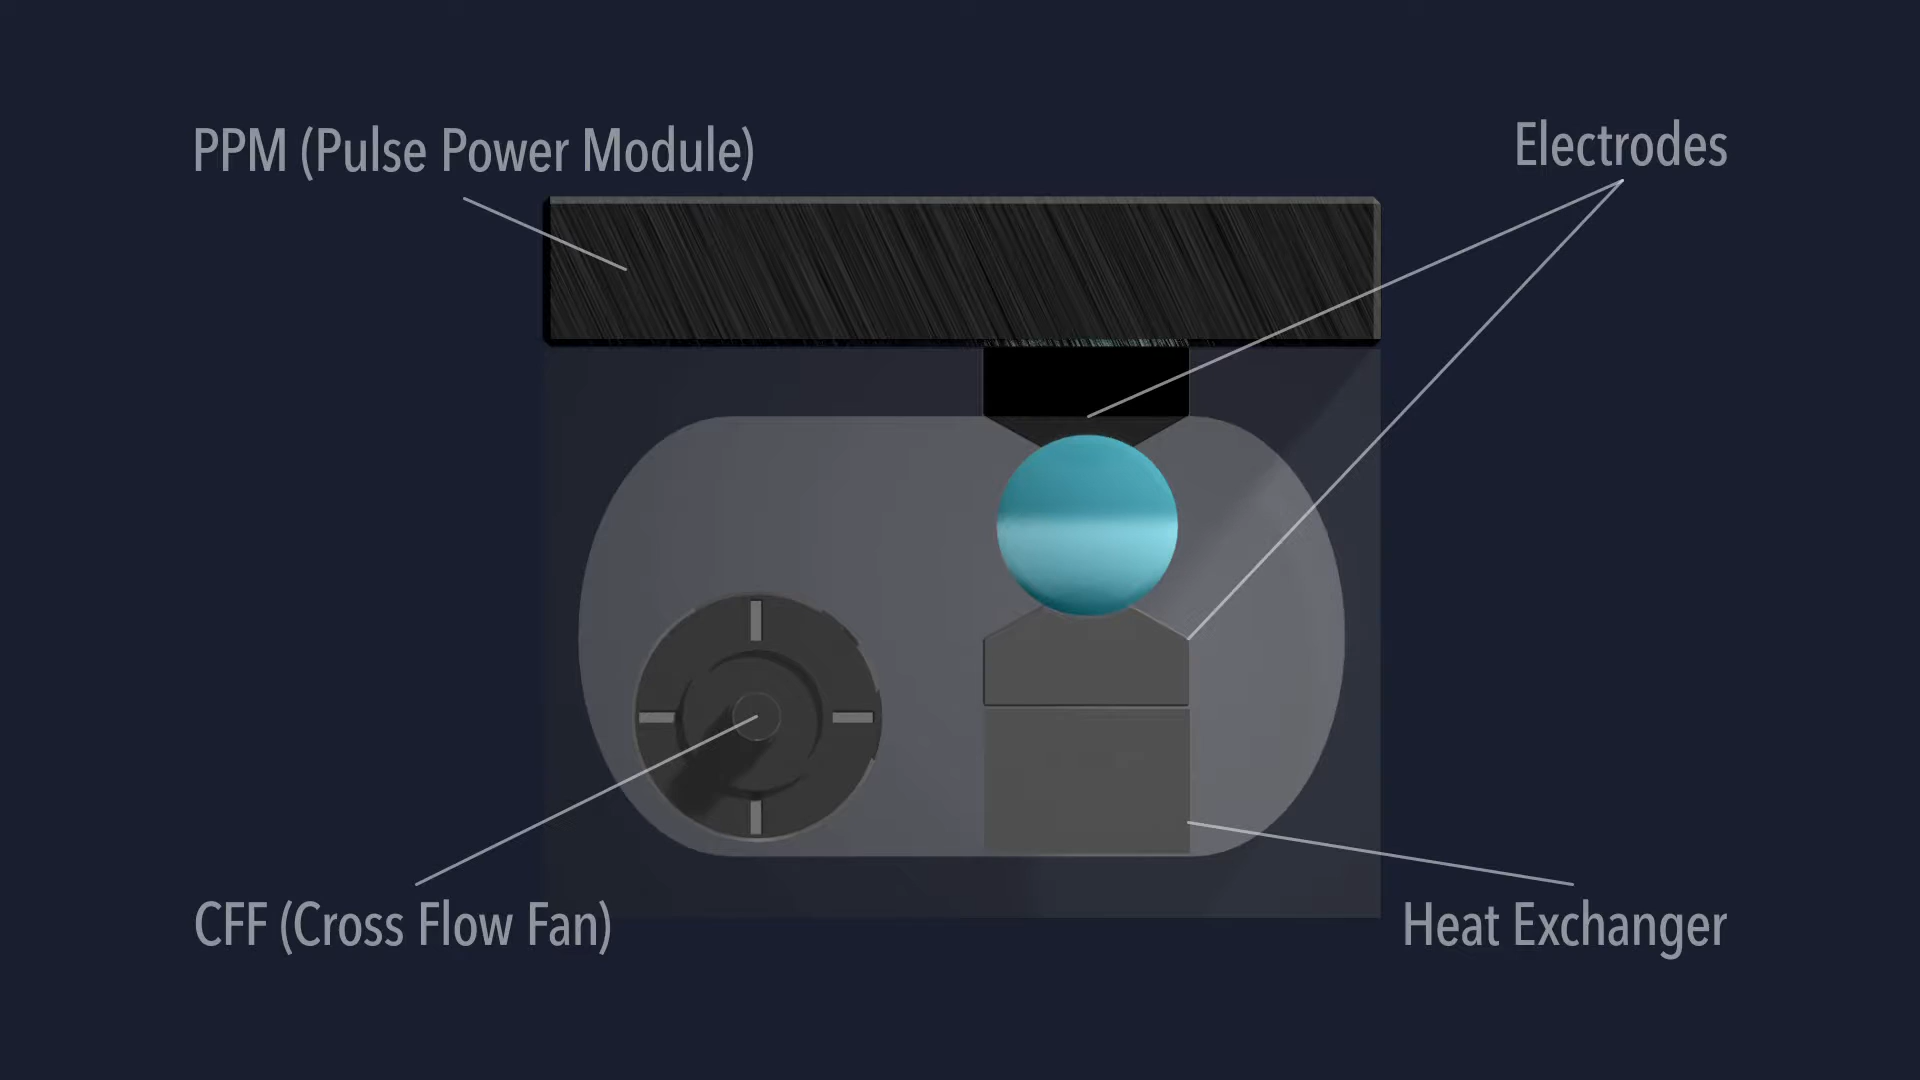 PPM (Pulse Power Module)
Electrodes
CFF (Cross Flow Fan)
Heat Exchanger